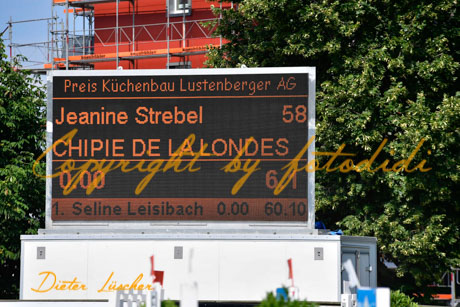 Preis Küchenbau Lustenberger AG
Jeanine Strebel 58
CHIPIE DE LALONDES
Copyright by fotodidi
0.00
1. Seline Leisibach 0.00 60.10
Dieter Lüscher